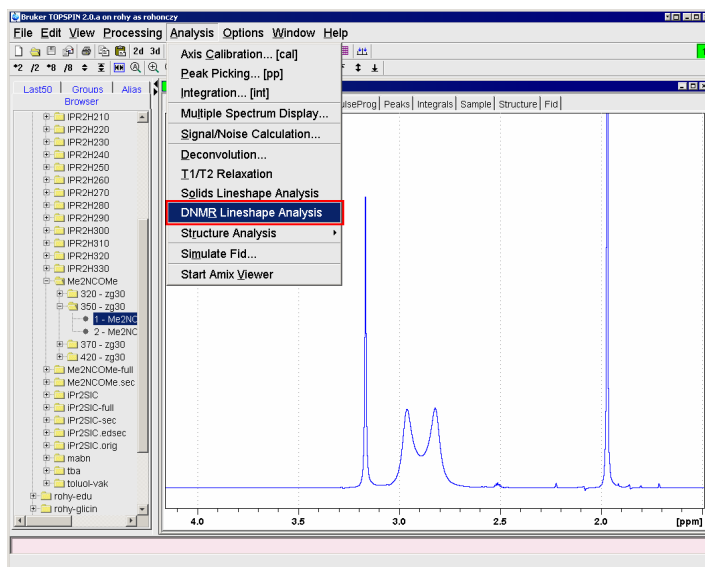 Bruker TOPSPIN 2.0.a on rohy as rohonczy
File Edit View Processing Analysis Options Window Help
2d 3d
*2 /2 *8 /8
Last50 Groups Alias
Browser
IPR2H210
IPR2H220
IPR2H230
IPR2H240
IPR2H250
IPR2H260
IPR2H270
IPR2H280
IPR2H290
IPR2H300
IPR2H310
IPR2H320
IPR2H330
Me2NCOMe
320 - zg30
350 - zg30
1 - Me2NC
2 - Me2NC
370 - zg30
420 - zg30
Me2NCOMe-full
Me2NCOMe.sec
iPr2SIC
iPr2SIC-full
iPr2SIC-sec
iPr2SIC.edsec
iPr2SIC.orig
mabn
tba
toluol-vak
rohy-edu
rohy-glicin
Axis Calibration... [cal]
Peak Picking... [pp]
Integration... [int]
Multiple Spectrum Display...
Signal/Noise Calculation...
Deconvolution...
T1/T2 Relaxation
Solids Lineshape Analysis
DNMR Lineshape Analysis
Structure Analysis
Simulate Fid...
Start Amix Viewer
ulseProg Peaks Integrals Sample Structure Fid
4.0 3.5 3.0 2.5 2.0 [ppm]